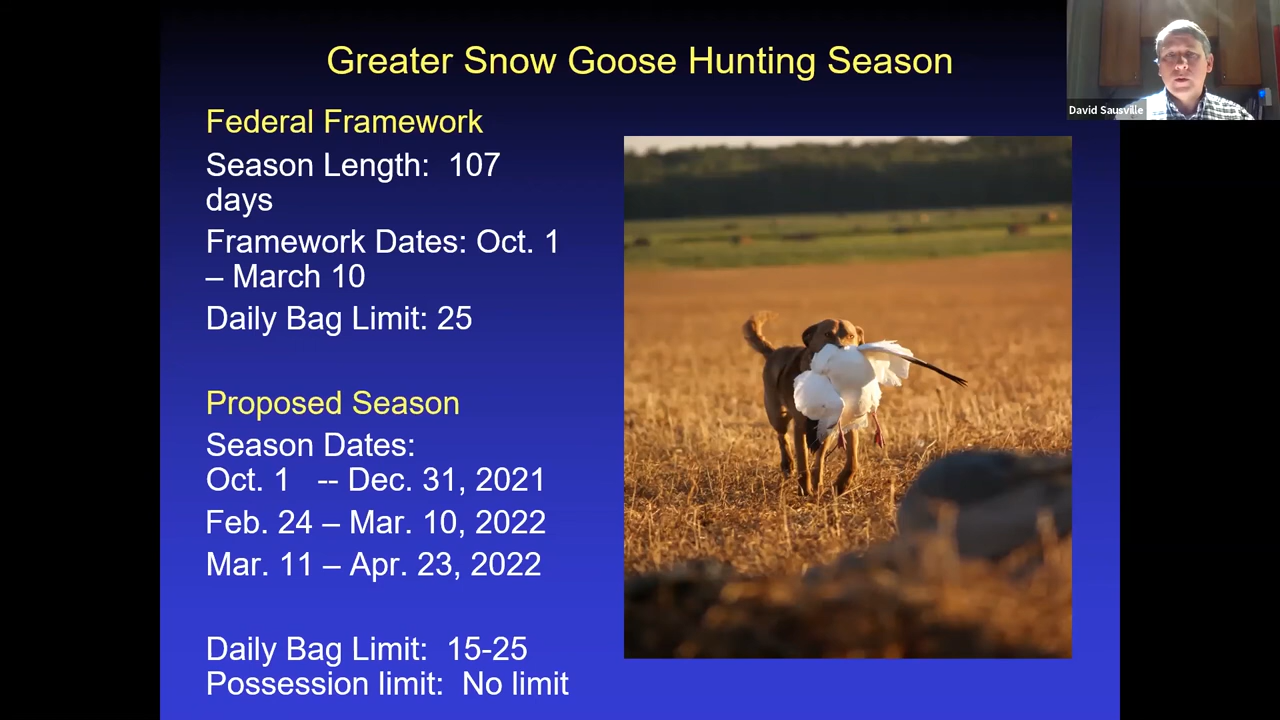 Greater Snow Goose Hunting Season
David Sausville
Federal Framework
Season Length:  107
days
Framework Dates: Oct. 1
– March 10
Daily Bag Limit: 25
Proposed Season
Season Dates:
Oct. 1   -- Dec. 31, 2021
Feb. 24 – Mar. 10, 2022
Mar. 11 – Apr. 23, 2022
Daily Bag Limit:  15-25
Possession limit:  No limit